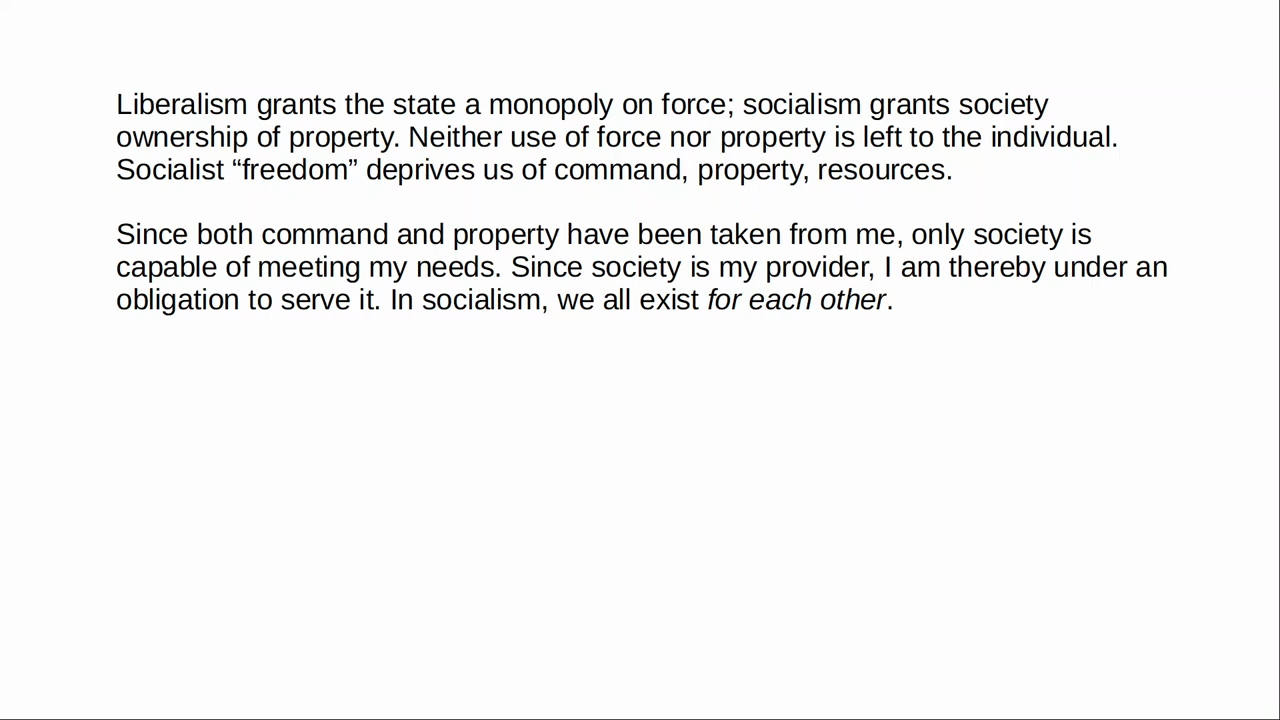 Liberalism grants the state a monopoly on force; socialism grants society
ownership of property. Neither use of force nor property is left to the individual.
Socialist “freedom” deprives us of command, property, resources.
Since both command and property have been taken from me, only society is
capable of meeting my needs. Since society is my provider, I am thereby under an
obligation to serve it. In socialism, we all exist for each other.